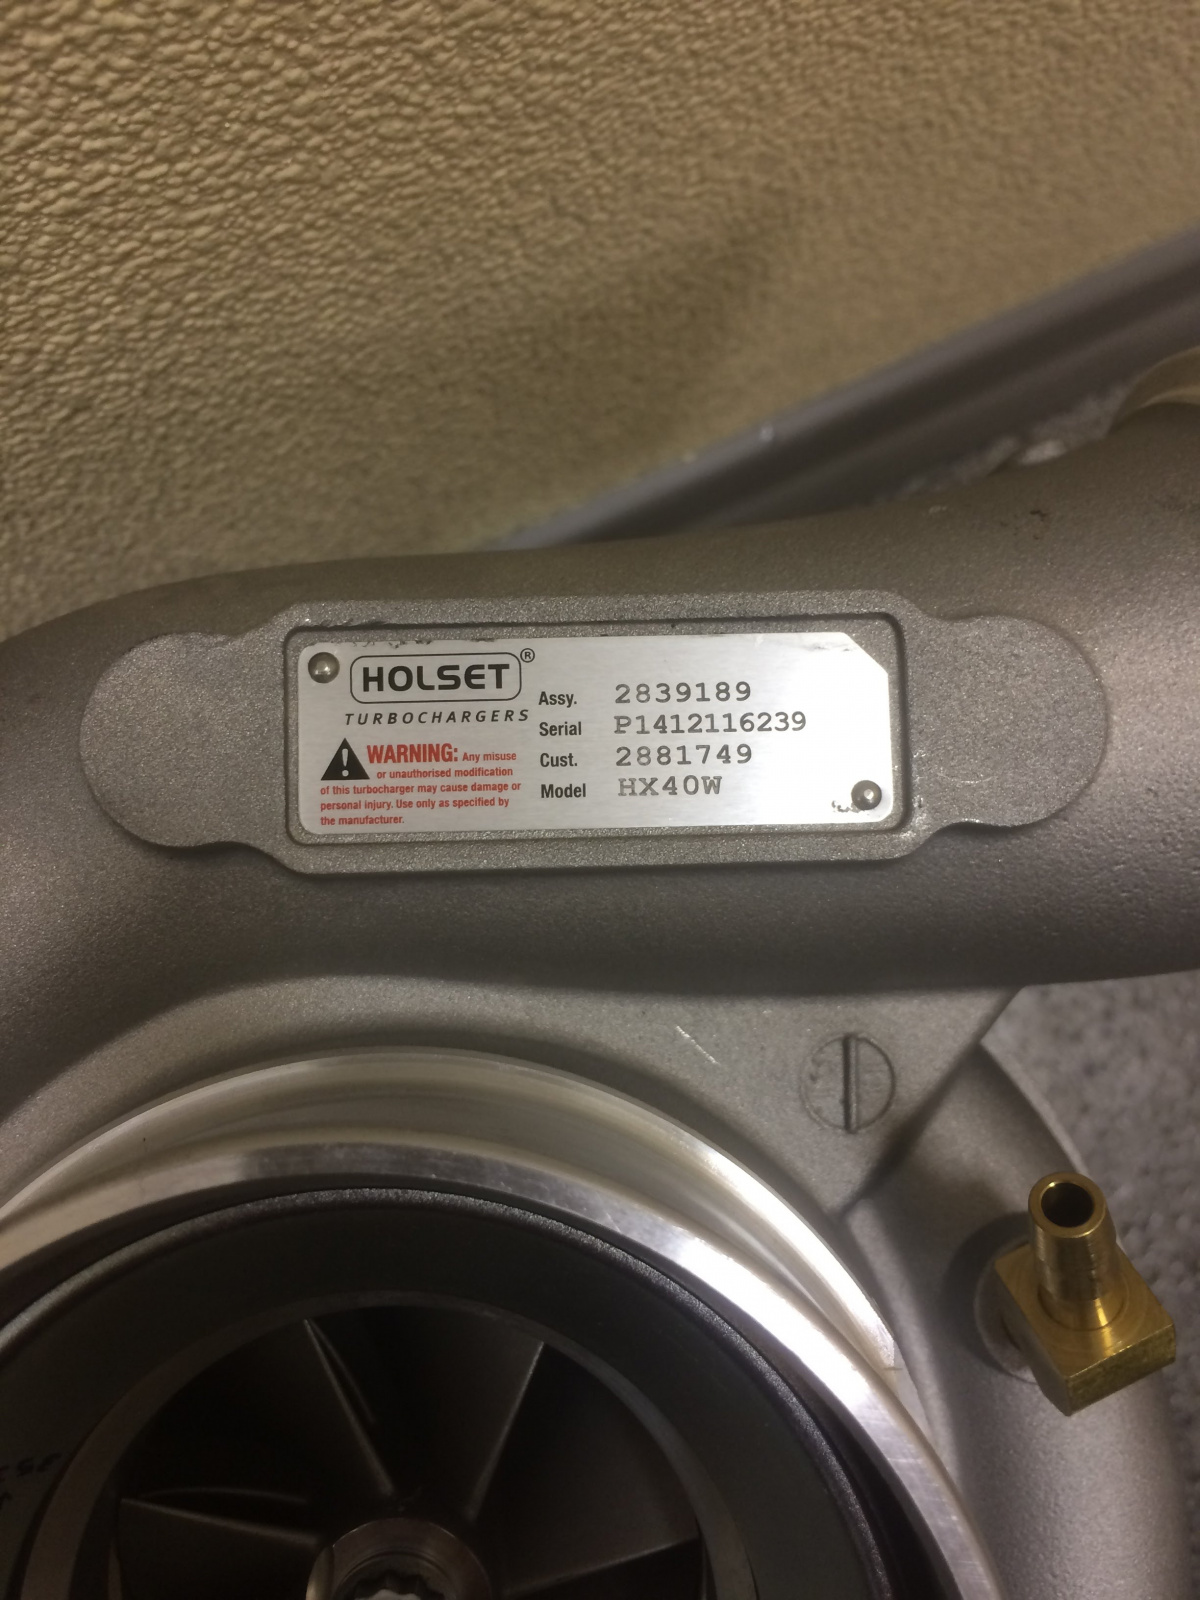 HOLSET®
TURBOCHARGERS
WARNING: Any misuse
or unauthorised modification
of this turbocharger may cause damage or
personal injury. Use only as specified by
the manufacturer.
Assy. 2839189
Serial P1412116239
Cust. 2881749
Model HX40W